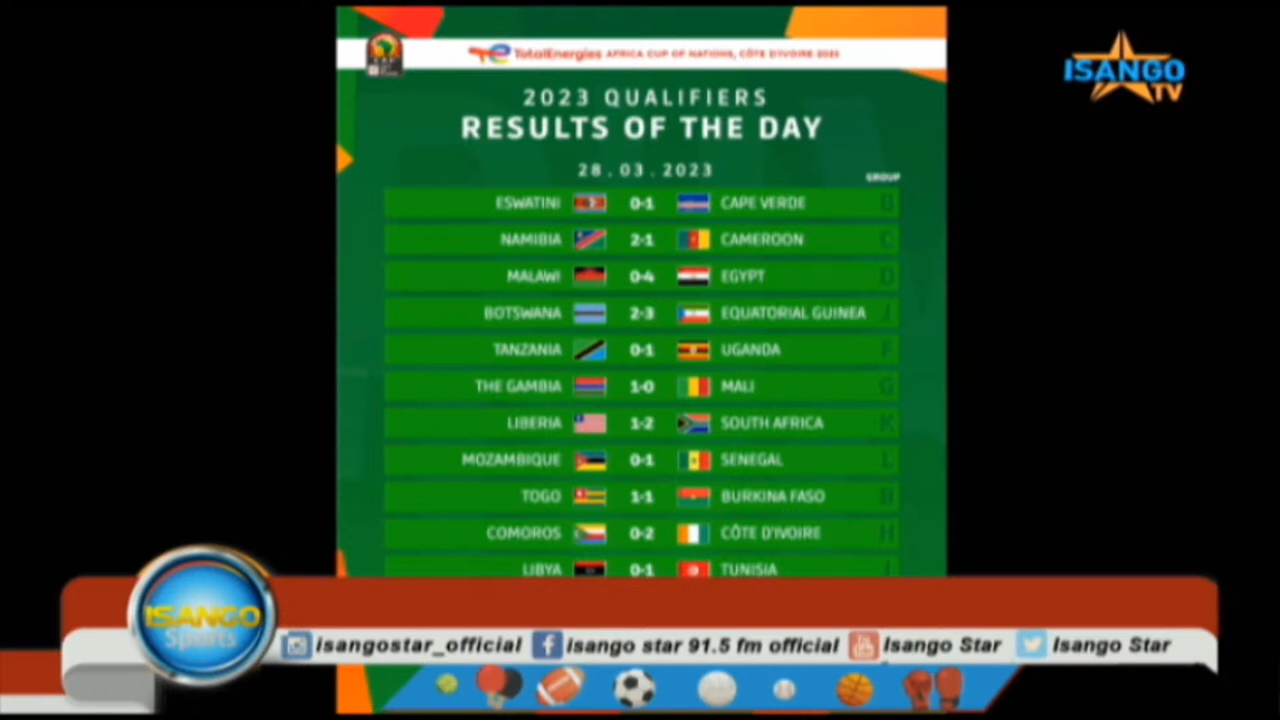 TotalEnergies AFRICA CUP OF NATIONS, CÔTE D'IVOIRE 2023
ISANGO
TV
2023 QUALIFIERS
RESULTS OF THE DAY
28.03.2023
GROUP
ESWATINI 0-1 CAPE VERDE B
NAMIBIA 2-1 CAMEROON C
MALAWI 0-4 EGYPT D
BOTSWANA 2-3 EQUATORIAL GUINEA J
TANZANIA 0-1 UGANDA F
THE GAMBIA 1-0 MALI G
LIBERIA 1-2 SOUTH AFRICA K
MOZAMBIQUE 0-1 SENEGAL L
TOGO 1-1 BURKINA FASO B
COMOROS 0-2 CÔTE D'IVOIRE H
LIBYA 0-1 TUNISIA
ISANGO
Sports
isangostar_official Isango star 91.5 fm official Isango Star Isango Star